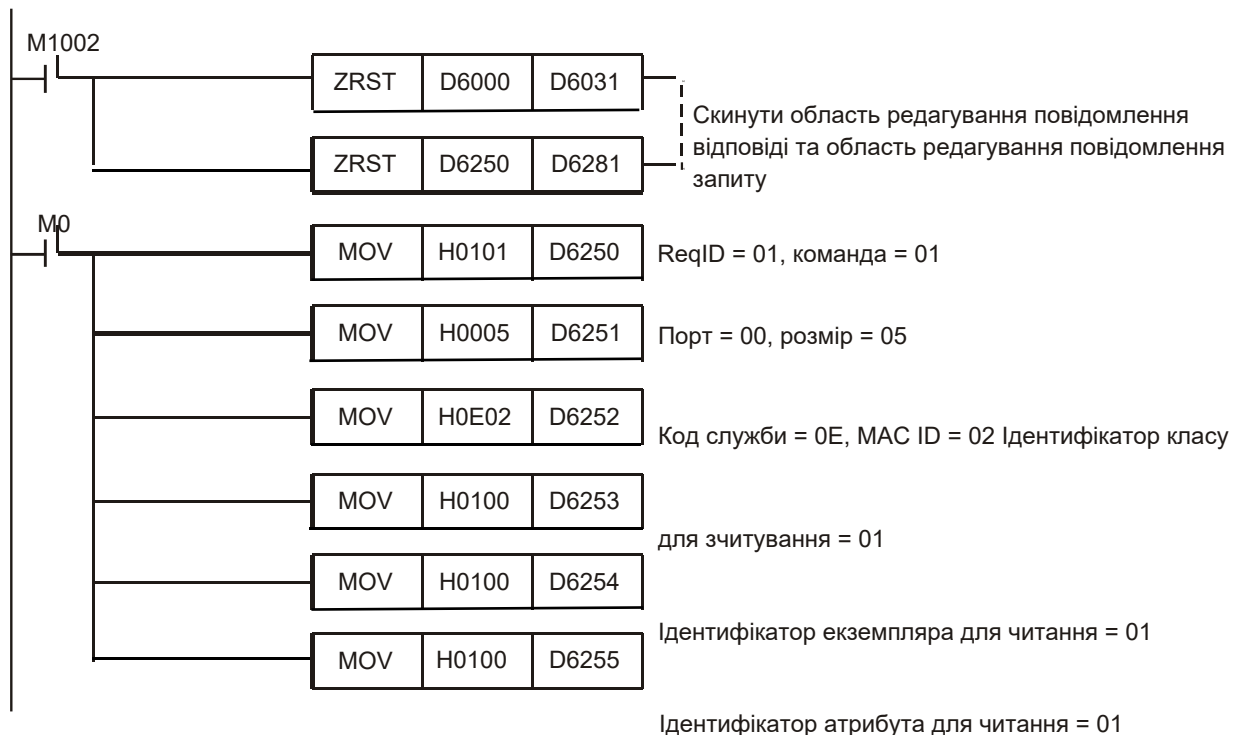 M1002
ZRST D6000 D6031
Скинути область редагування повідомлення
відповіді та область редагування повідомлення
запиту
ZRST D6250 D6281
M0
MOV H0101 D6250 ReqID = 01, команда = 01
MOV H0005 D6251 Порт = 00, розмір = 05
MOV H0E02 D6252
Код служби = 0E, MAC ID = 02 Ідентифікатор класу
MOV H0100 D6253
для зчитування = 01
MOV H0100 D6254
Ідентифікатор екземпляра для читання = 01
MOV H0100 D6255
Ідентифікатор атрибута для читання = 01